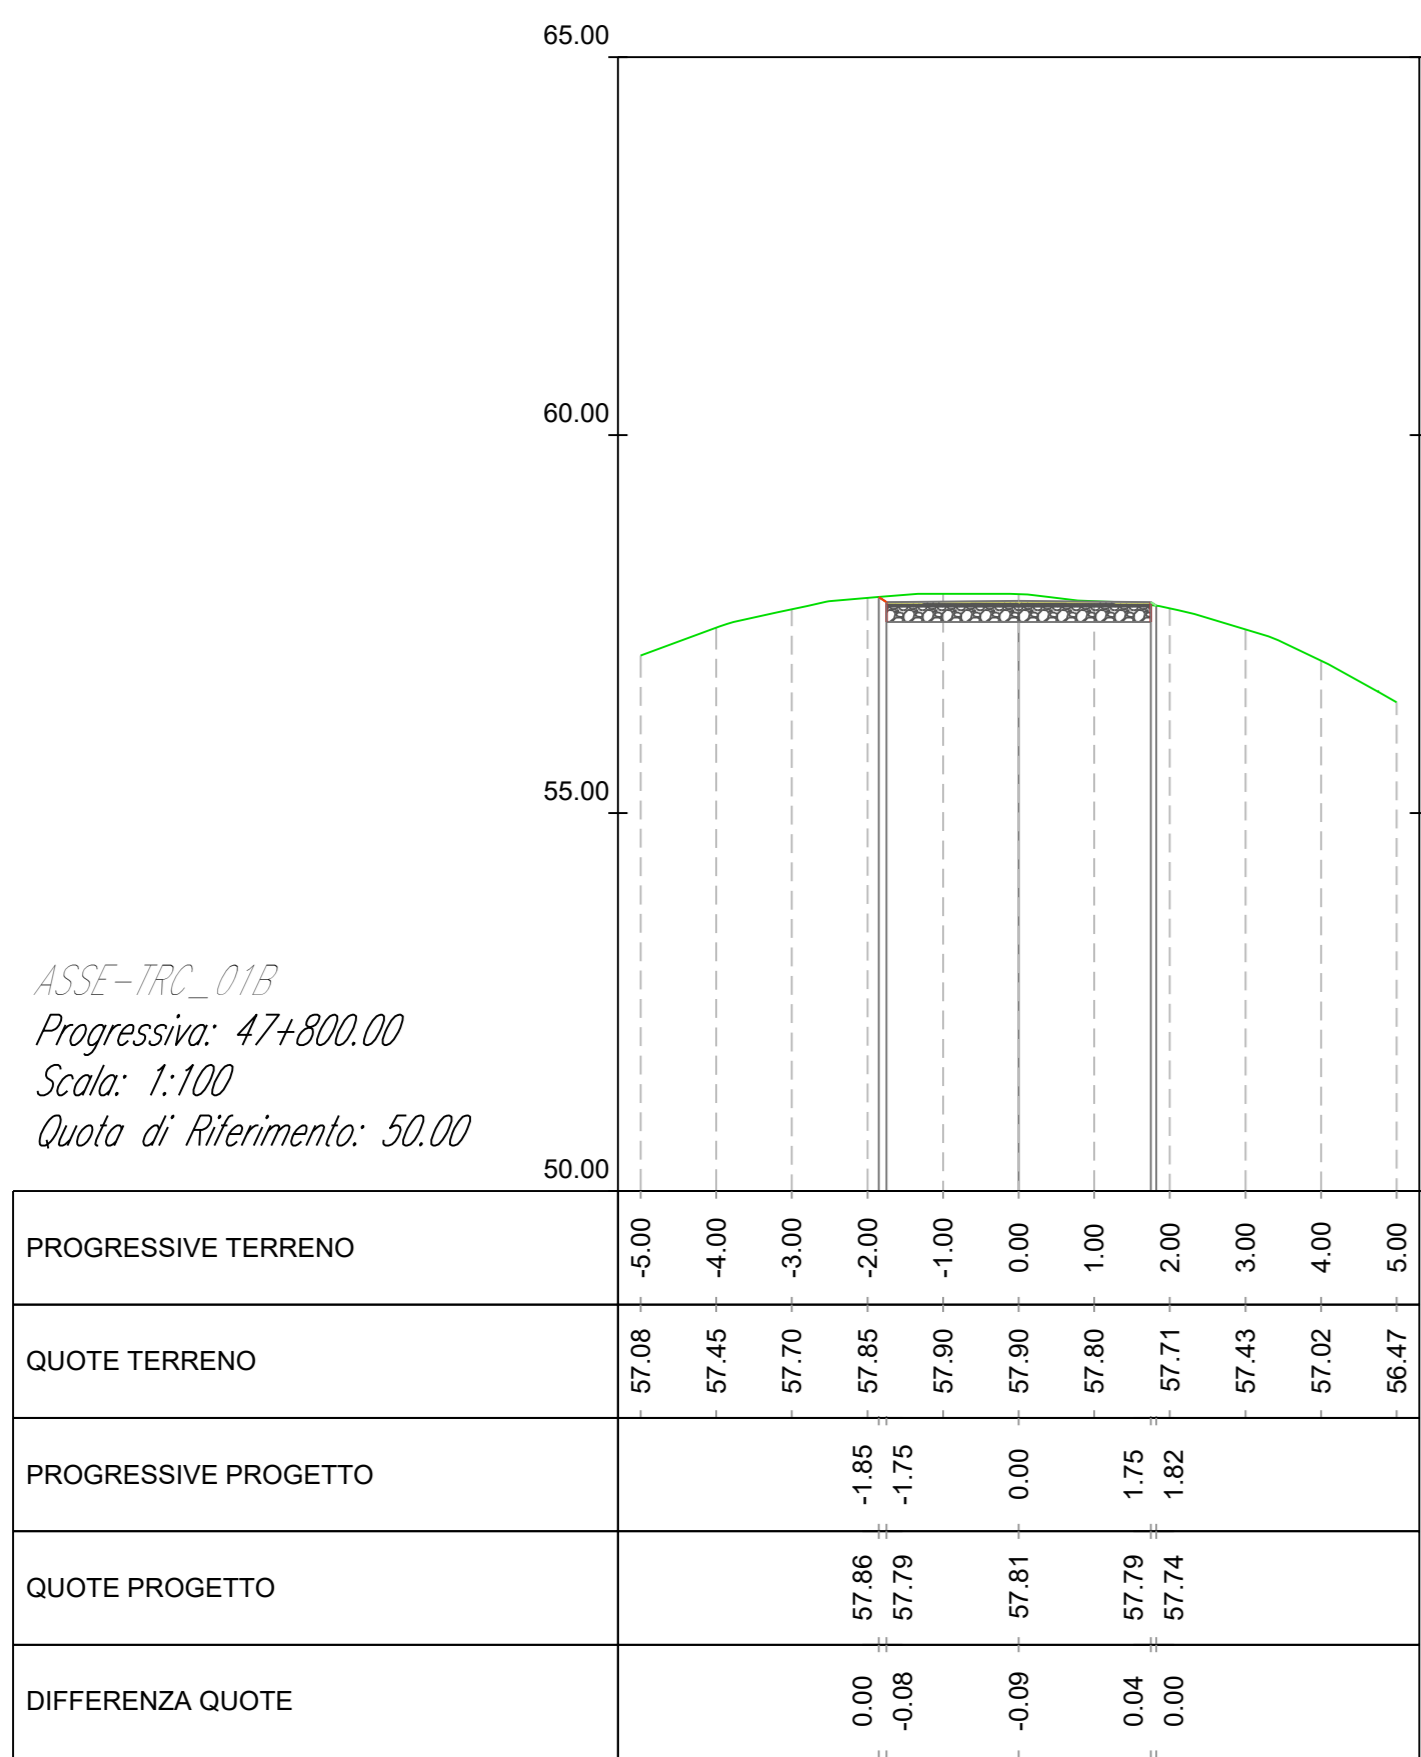 65.00
60.00
55.00
ASSE-TRC_01B
Progressiva: 47+800.00
Scala: 1:100
Quota di Riferimento: 50.00
50.00
PROGRESSIVE TERRENO -5.00 -4.00 -3.00 -2.00 -1.00 0.00 1.00 2.00 3.00 4.00 5.00
QUOTE TERRENO 57.08 57.45 57.70 57.85 57.90 57.90 57.80 57.71 57.43 57.02 56.47
PROGRESSIVE PROGETTO -1.85 -1.75 0.00 1.75 1.82
QUOTE PROGETTO 57.86 57.79 57.81 57.79 57.74
DIFFERENZA QUOTE 0.00 -0.08 -0.09 0.04 0.00